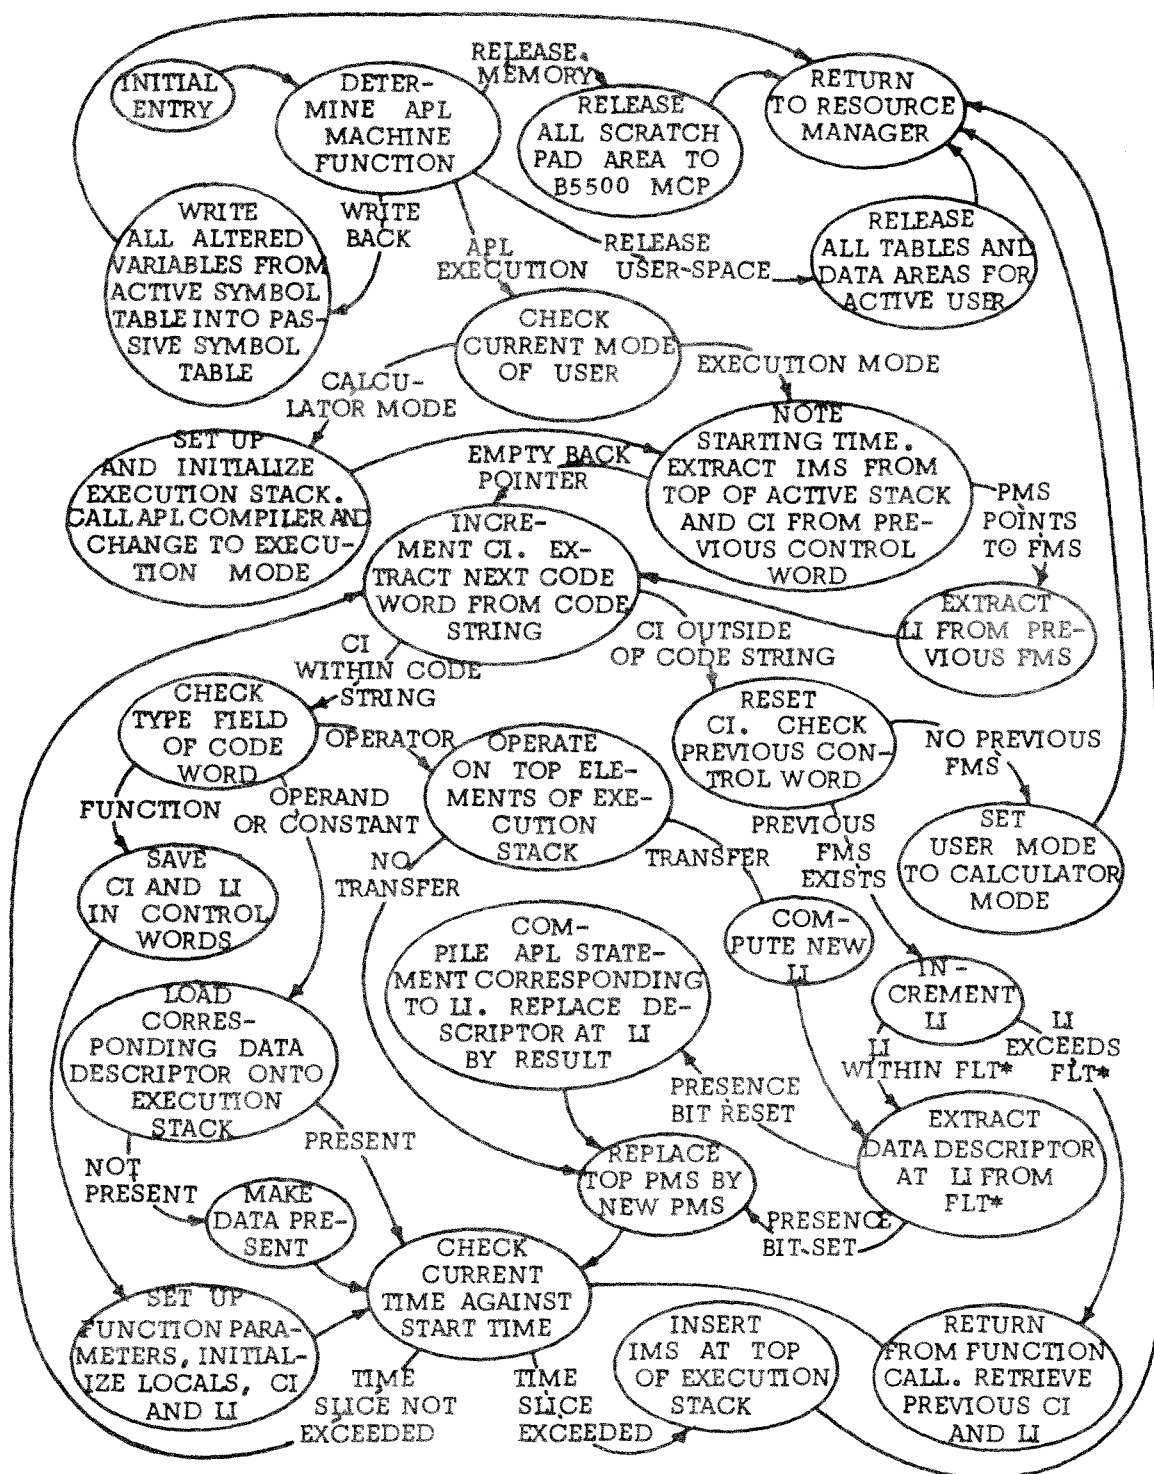 INITIAL
ENTRY
DETER-
MINE APL
MACHINE
FUNCTION
RELEASE
MEMORY
RELEASE
ALL SCRATCH
PAD AREA TO
B5500 MCP
RETURN
TO RESOURCE
MANAGER
WRITE
ALL ALTERED
VARIABLES FROM
ACTIVE SYMBOL
TABLE INTO PAS-
SIVE SYMBOL
TABLE
WRITE
BACK
APL
EXECUTION
RELEASE
USER-SPACE
RELEASE
ALL TABLES AND
DATA AREAS FOR
ACTIVE USER
CHECK
CURRENT MODE
OF USER
CALCU-
LATOR MODE
EXECUTION MODE
SET UP
AND INITIALIZE
EXECUTION STACK.
CALL APL COMPILER AND
CHANGE TO EXECU-
TION MODE
EMPTY BACK
POINTER
NOTE
STARTING TIME.
EXTRACT IMS FROM
TOP OF ACTIVE STACK
AND CI FROM PRE-
VIOUS CONTROL
WORD
PMS
POINTS
TO FMS
INCRE-
MENT CI. EX-
TRACT NEXT CODE
WORD FROM CODE
STRING
EXTRACT
LI FROM PRE-
VIOUS FMS
CI
WITHIN CODE
STRING
CI OUTSIDE
OF CODE STRING
CHECK
TYPE FIELD
OF CODE
WORD
OPERATOR
OPERATE
ON TOP ELE-
MENTS OF EXE-
CUTION
STACK
RESET
CI. CHECK
PREVIOUS CON-
TROL WORD
NO PREVIOUS
FMS
FUNCTION
OPERAND
OR CONSTANT
SAVE
CI AND LI
IN CONTROL
WORDS
NO
TRANSFER
TRANSFER
PREVIOUS
FMS
EXISTS
SET
USER MODE
TO CALCULATOR
MODE
COM-
PILE APL STATE-
MENT CORRESPONDING
TO LI. REPLACE DE-
SCRIPTOR AT LI
BY RESULT
COM-
PUTE NEW
LI
IN-
CREMENT
LI
LOAD
CORRES-
PONDING DATA
DESCRIPTOR ONTO
EXECUTION
STACK
LI
WITHIN FLT*
LI
EXCEEDS
FLT*
PRESENCE
BIT RESET
PRESENT
EXTRACT
DATA DESCRIPTOR
AT LI FROM
FLT*
NOT
PRESENT
MAKE
DATA PRE-
SENT
REPLACE
TOP PMS BY
NEW PMS
PRESENCE
BIT SET
CHECK
CURRENT
TIME AGAINST
START TIME
SET UP
FUNCTION PARA-
METERS, INITIAL-
IZE LOCALS, CI
AND LI
TIME
SLICE NOT
EXCEEDED
TIME
SLICE
EXCEEDED
INSERT
IMS AT TOP
OF EXECUTION
STACK
RETURN
FROM FUNCTION
CALL. RETRIEVE
PREVIOUS CI
AND LI